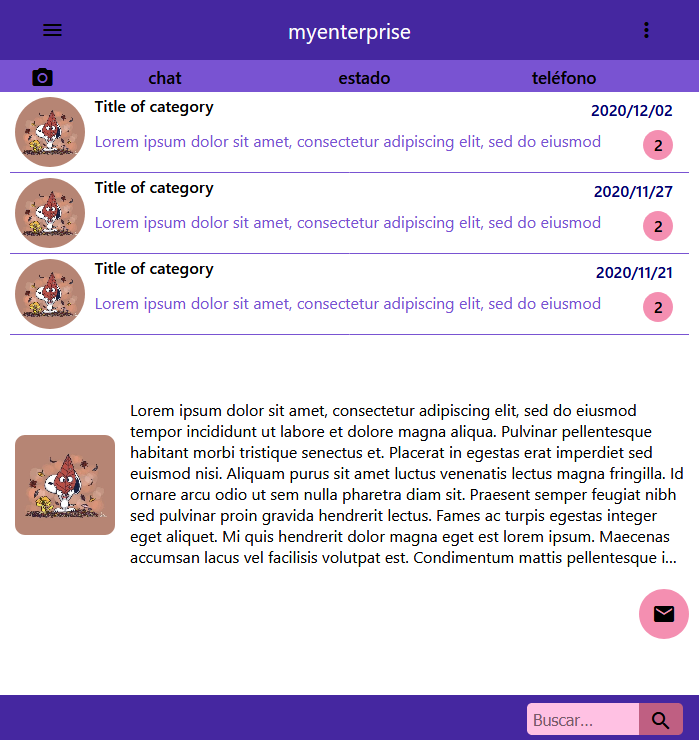 myenterprise
chat estado teléfono
Title of category 2020/12/02
Lorem ipsum dolor sit amet, consectetur adipiscing elit, sed do eiusmod 2
Title of category 2020/11/27
Lorem ipsum dolor sit amet, consectetur adipiscing elit, sed do eiusmod 2
Title of category 2020/11/21
Lorem ipsum dolor sit amet, consectetur adipiscing elit, sed do eiusmod 2
Lorem ipsum dolor sit amet, consectetur adipiscing elit, sed do eiusmod
tempor incididunt ut labore et dolore magna aliqua. Pulvinar pellentesque
habitant morbi tristique senectus et. Placerat in egestas erat imperdiet sed
euismod nisi. Aliquam purus sit amet luctus venenatis lectus magna fringilla. Id
ornare arcu odio ut sem nulla pharetra diam sit. Praesent semper feugiat nibh
sed pulvinar proin gravida hendrerit lectus. Fames ac turpis egestas integer
eget aliquet. Mi quis hendrerit dolor magna eget est lorem ipsum. Maecenas
accumsan lacus vel facilisis volutpat est. Condimentum mattis pellentesque i...
Buscar...